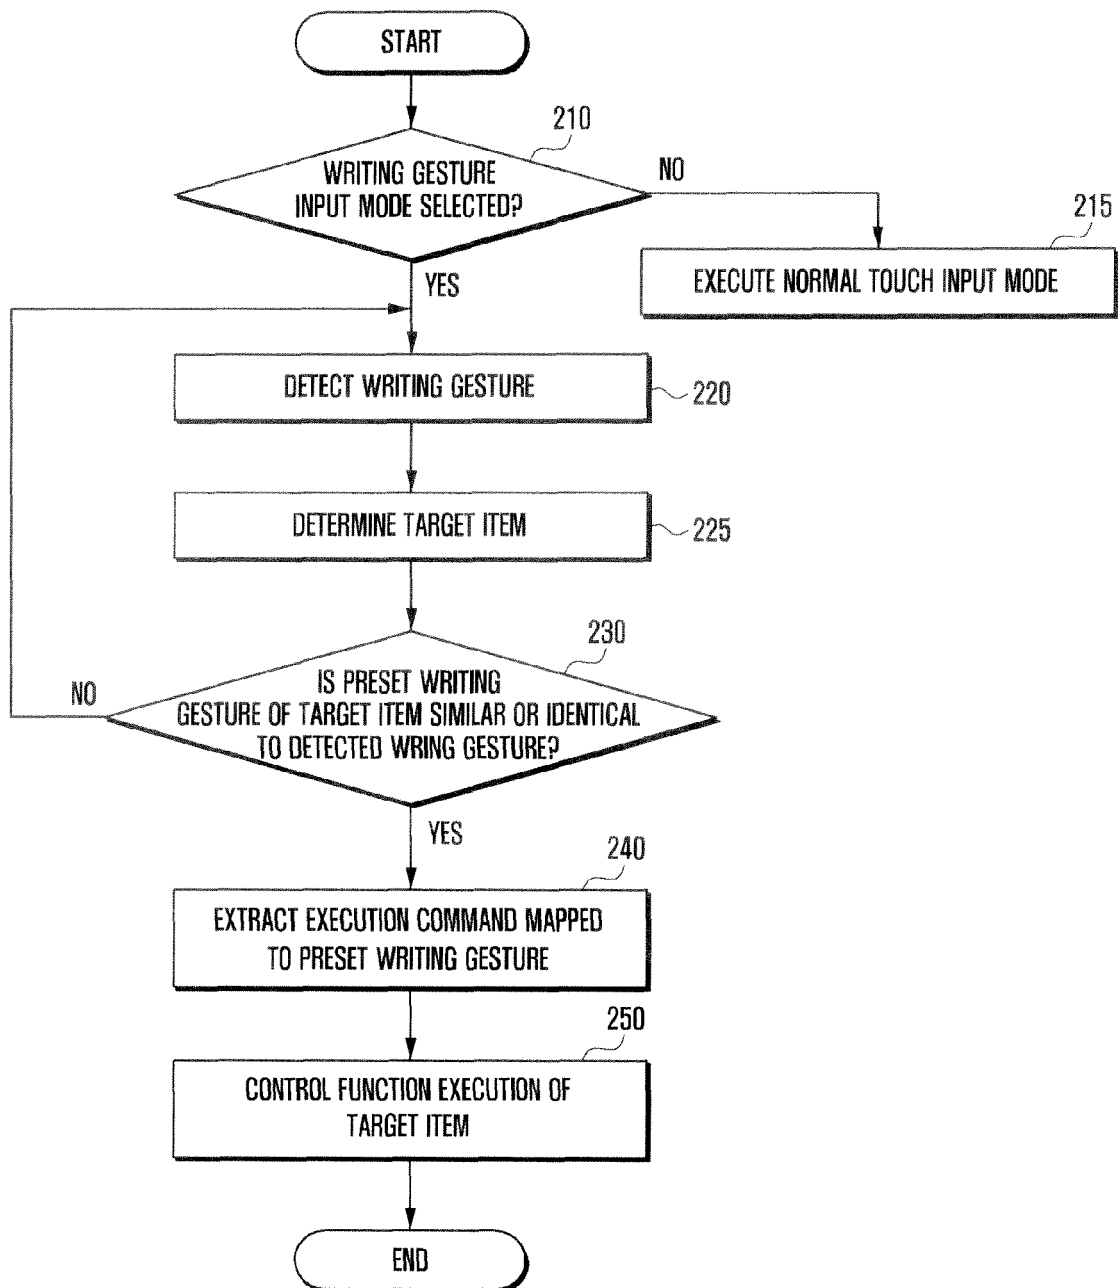 START
210
WRITING GESTURE
INPUT MODE SELECTED?
NO
215
EXECUTE NORMAL TOUCH INPUT MODE
YES
DETECT WRITING GESTURE
220
DETERMINE TARGET ITEM
225
230
IS PRESET WRITING
GESTURE OF TARGET ITEM SIMILAR OR IDENTICAL
TO DETECTED WRING GESTURE?
NO
YES
240
EXTRACT EXECUTION COMMAND MAPPED
TO PRESET WRITING GESTURE
250
CONTROL FUNCTION EXECUTION OF
TARGET ITEM
END